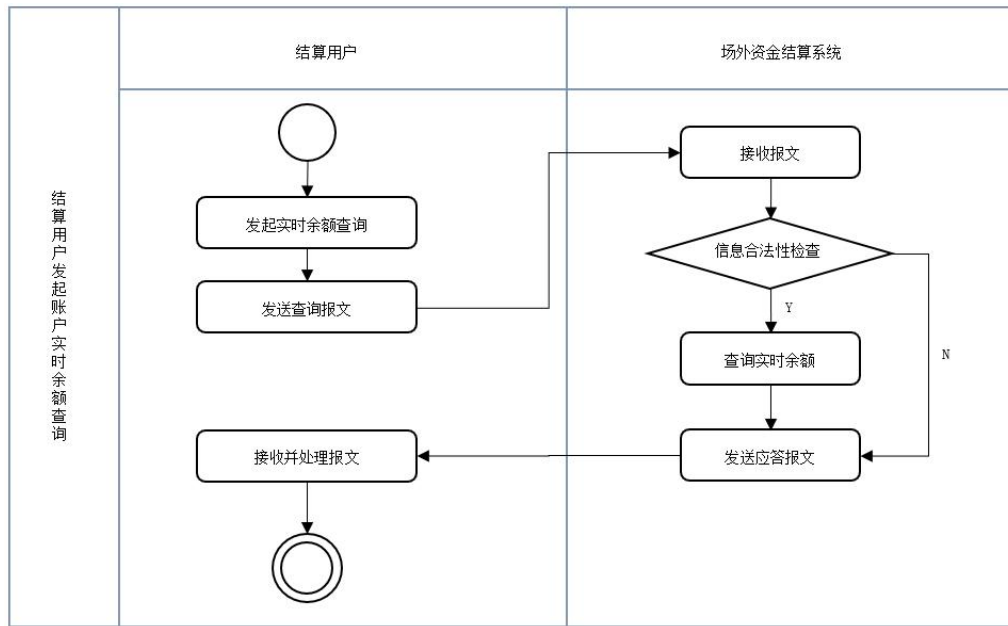 结算用户
场外资金结算系统
结算用户发起账户实时余额查询
发起实时余额查询
发送查询报文
接收报文
信息合法性检查
Y
N
查询实时余额
发送应答报文
接收并处理报文